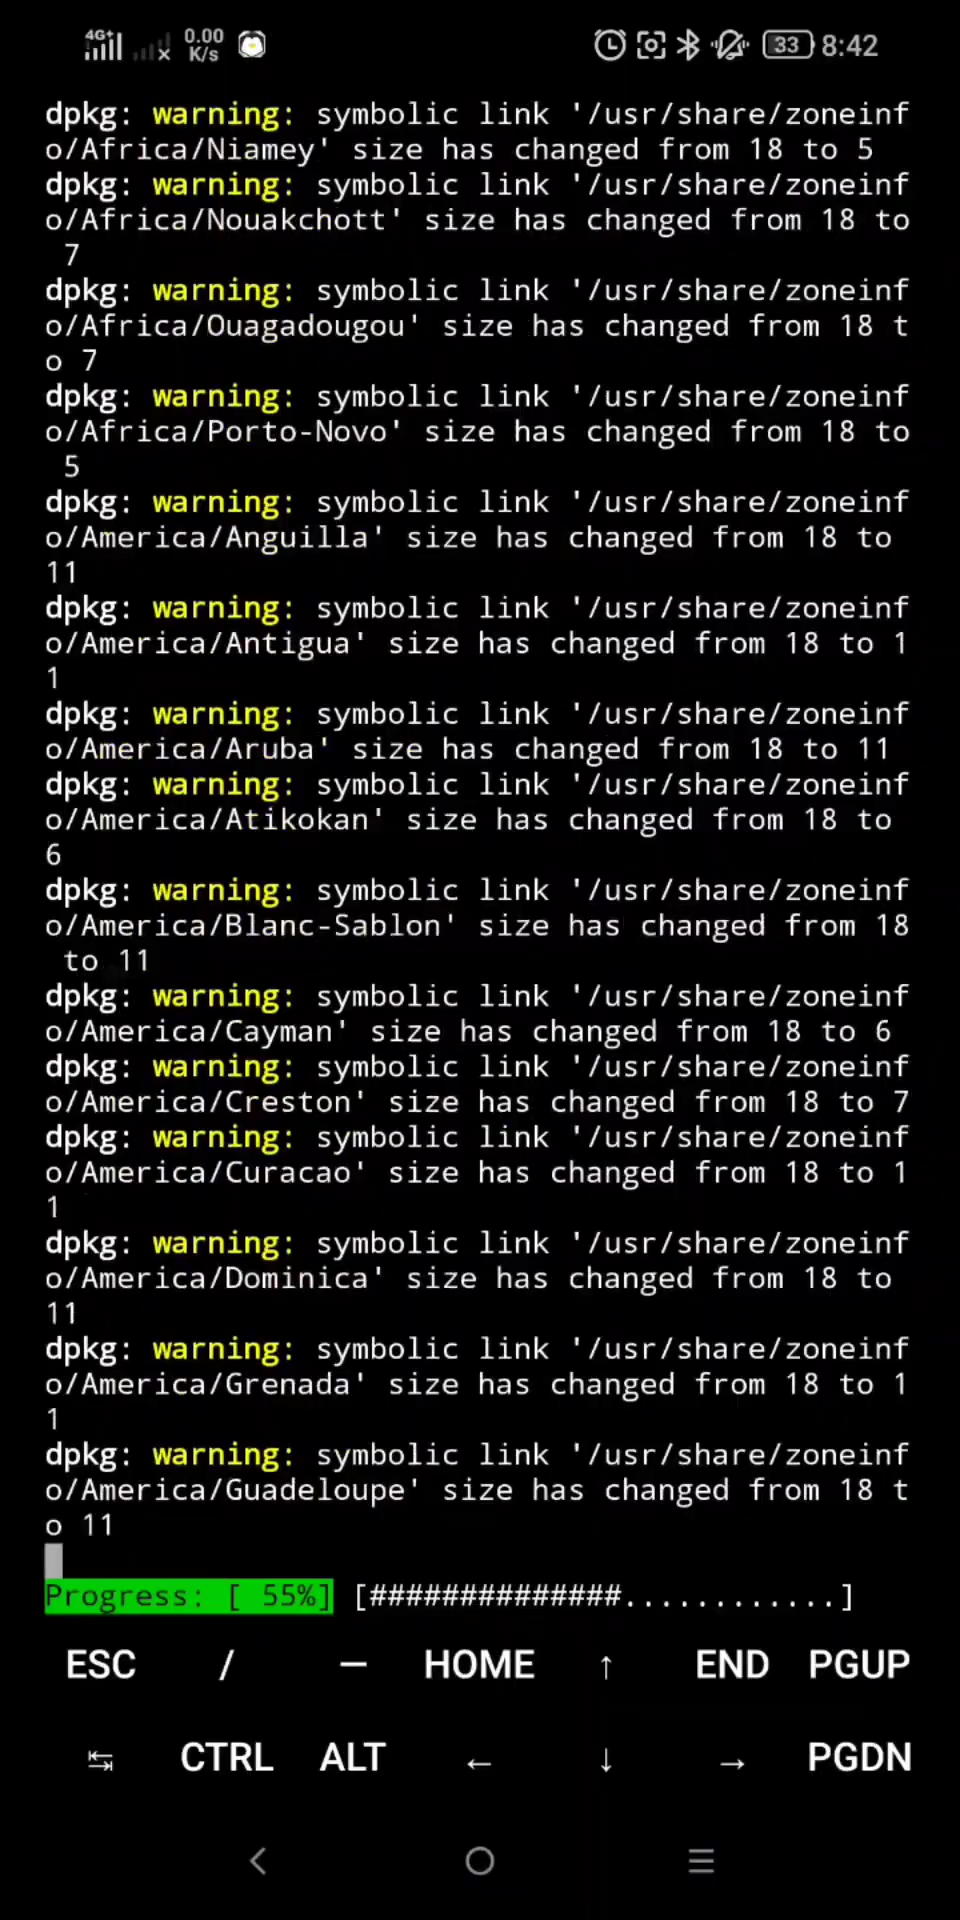 4G+ 0.00 K/s 33 8:42
dpkg: warning: symbolic link '/usr/share/zoneinf
o/Africa/Niamey' size has changed from 18 to 5
dpkg: warning: symbolic link '/usr/share/zoneinf
o/Africa/Nouakchott' size has changed from 18 to
 7
dpkg: warning: symbolic link '/usr/share/zoneinf
o/Africa/Ouagadougou' size has changed from 18 t
o 7
dpkg: warning: symbolic link '/usr/share/zoneinf
o/Africa/Porto-Novo' size has changed from 18 to
 5
dpkg: warning: symbolic link '/usr/share/zoneinf
o/America/Anguilla' size has changed from 18 to
11
dpkg: warning: symbolic link '/usr/share/zoneinf
o/America/Antigua' size has changed from 18 to 1
1
dpkg: warning: symbolic link '/usr/share/zoneinf
o/America/Aruba' size has changed from 18 to 11
dpkg: warning: symbolic link '/usr/share/zoneinf
o/America/Atikokan' size has changed from 18 to
6
dpkg: warning: symbolic link '/usr/share/zoneinf
o/America/Blanc-Sablon' size has changed from 18
 to 11
dpkg: warning: symbolic link '/usr/share/zoneinf
o/America/Cayman' size has changed from 18 to 6
dpkg: warning: symbolic link '/usr/share/zoneinf
o/America/Creston' size has changed from 18 to 7
dpkg: warning: symbolic link '/usr/share/zoneinf
o/America/Curacao' size has changed from 18 to 1
1
dpkg: warning: symbolic link '/usr/share/zoneinf
o/America/Dominica' size has changed from 18 to
11
dpkg: warning: symbolic link '/usr/share/zoneinf
o/America/Grenada' size has changed from 18 to 1
1
dpkg: warning: symbolic link '/usr/share/zoneinf
o/America/Guadeloupe' size has changed from 18 t
o 11
Progress: [ 55%] [##############............]
ESC / — HOME ↑ END PGUP
↹ CTRL ALT ← ↓ → PGDN